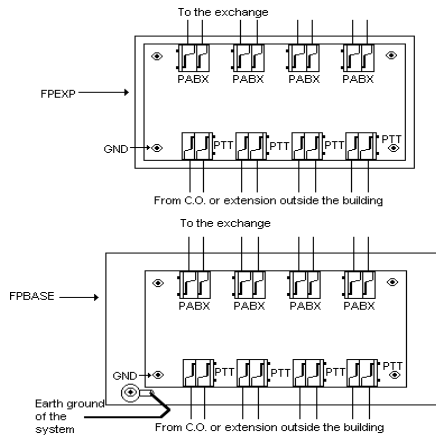 To the exchange
PABX PABX PABX PABX
FPEXP
GND PTT PTT PTT PTT
From C.O. or extension outside the building
To the exchange
PABX PABX PABX PABX
FPBASE
GND PTT PTT PTT PTT
Earth ground
of the
system
From C.O. or extension outside the building